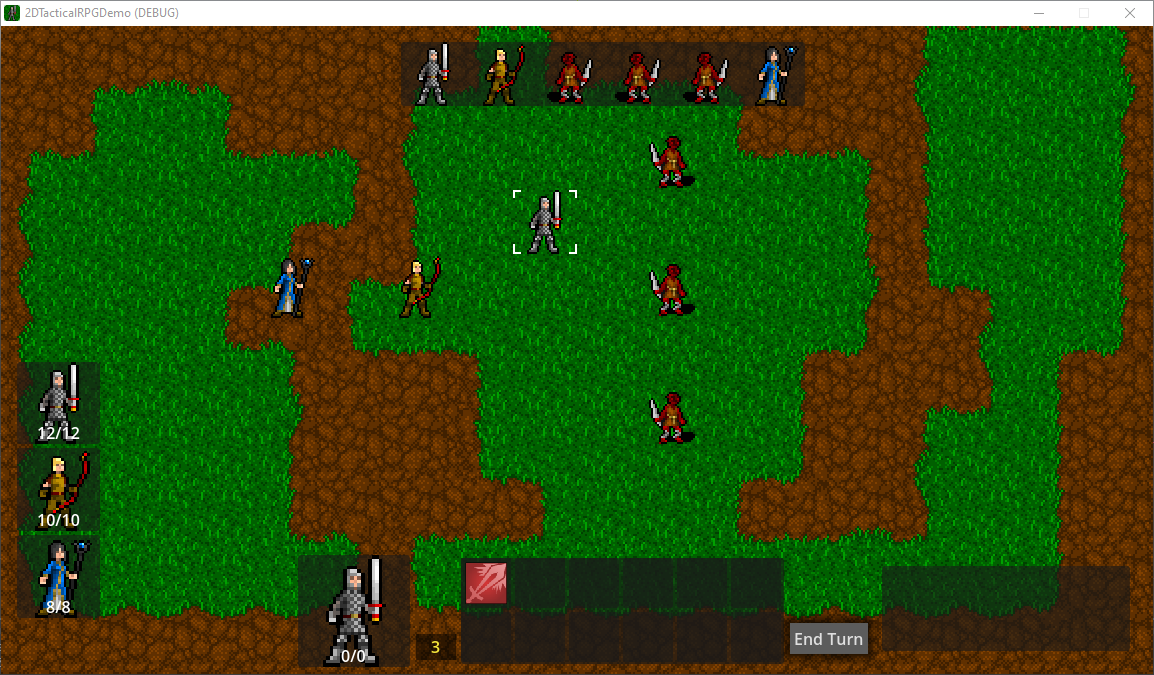 2DTacticalRPGDemo (DEBUG)
12/12
10/10
8/8
0/0
3
End Turn